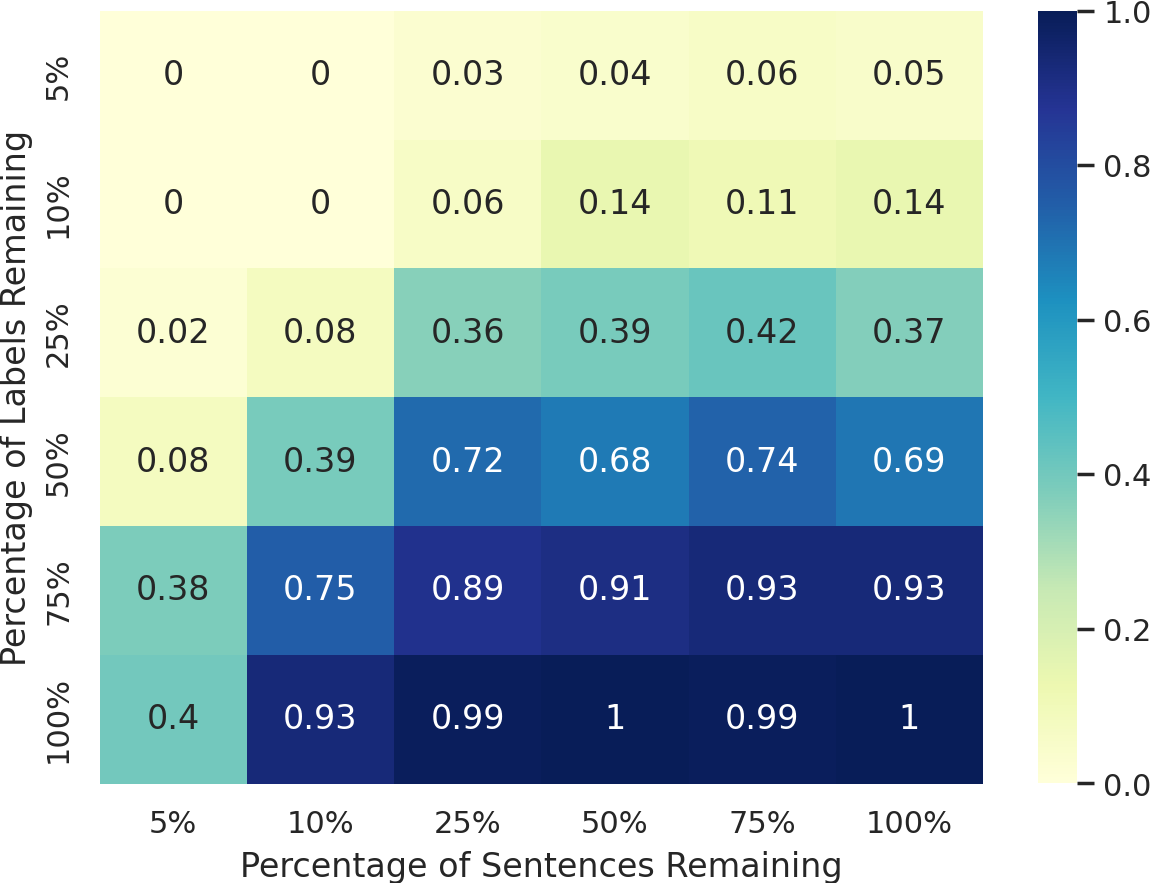 Percentage of Labels Remaining
5% 0 0 0.03 0.04 0.06 0.05
10% 0 0 0.06 0.14 0.11 0.14
25% 0.02 0.08 0.36 0.39 0.42 0.37
50% 0.08 0.39 0.72 0.68 0.74 0.69
75% 0.38 0.75 0.89 0.91 0.93 0.93
100% 0.4 0.93 0.99 1 0.99 1
5% 10% 25% 50% 75% 100%
Percentage of Sentences Remaining
1.0
0.8
0.6
0.4
0.2
0.0